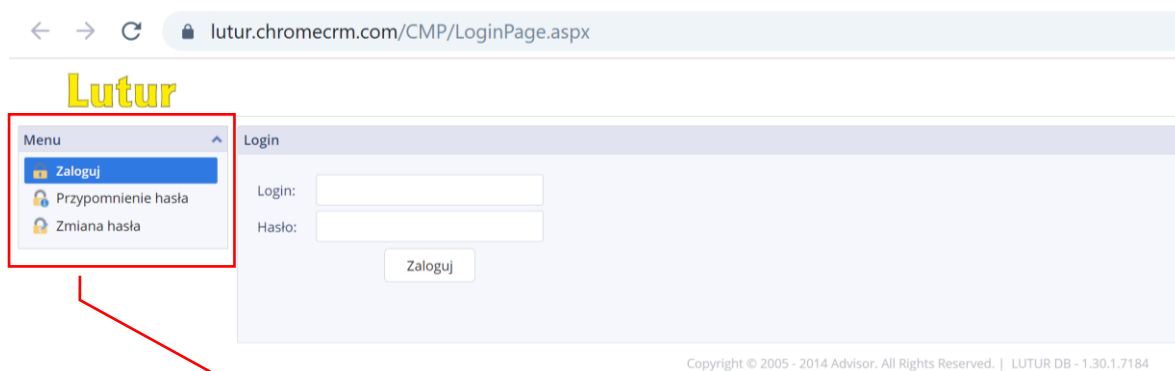 lutur.chromecrm.com/CMP/LoginPage.aspx
Lutur
Menu
Zaloguj
Przypomnienie hasła
Zmiana hasła
Login
Login:
Hasło:
Zaloguj
Copyright © 2005 - 2014 Advisor. All Rights Reserved. | LUTUR DB - 1.30.1.7184